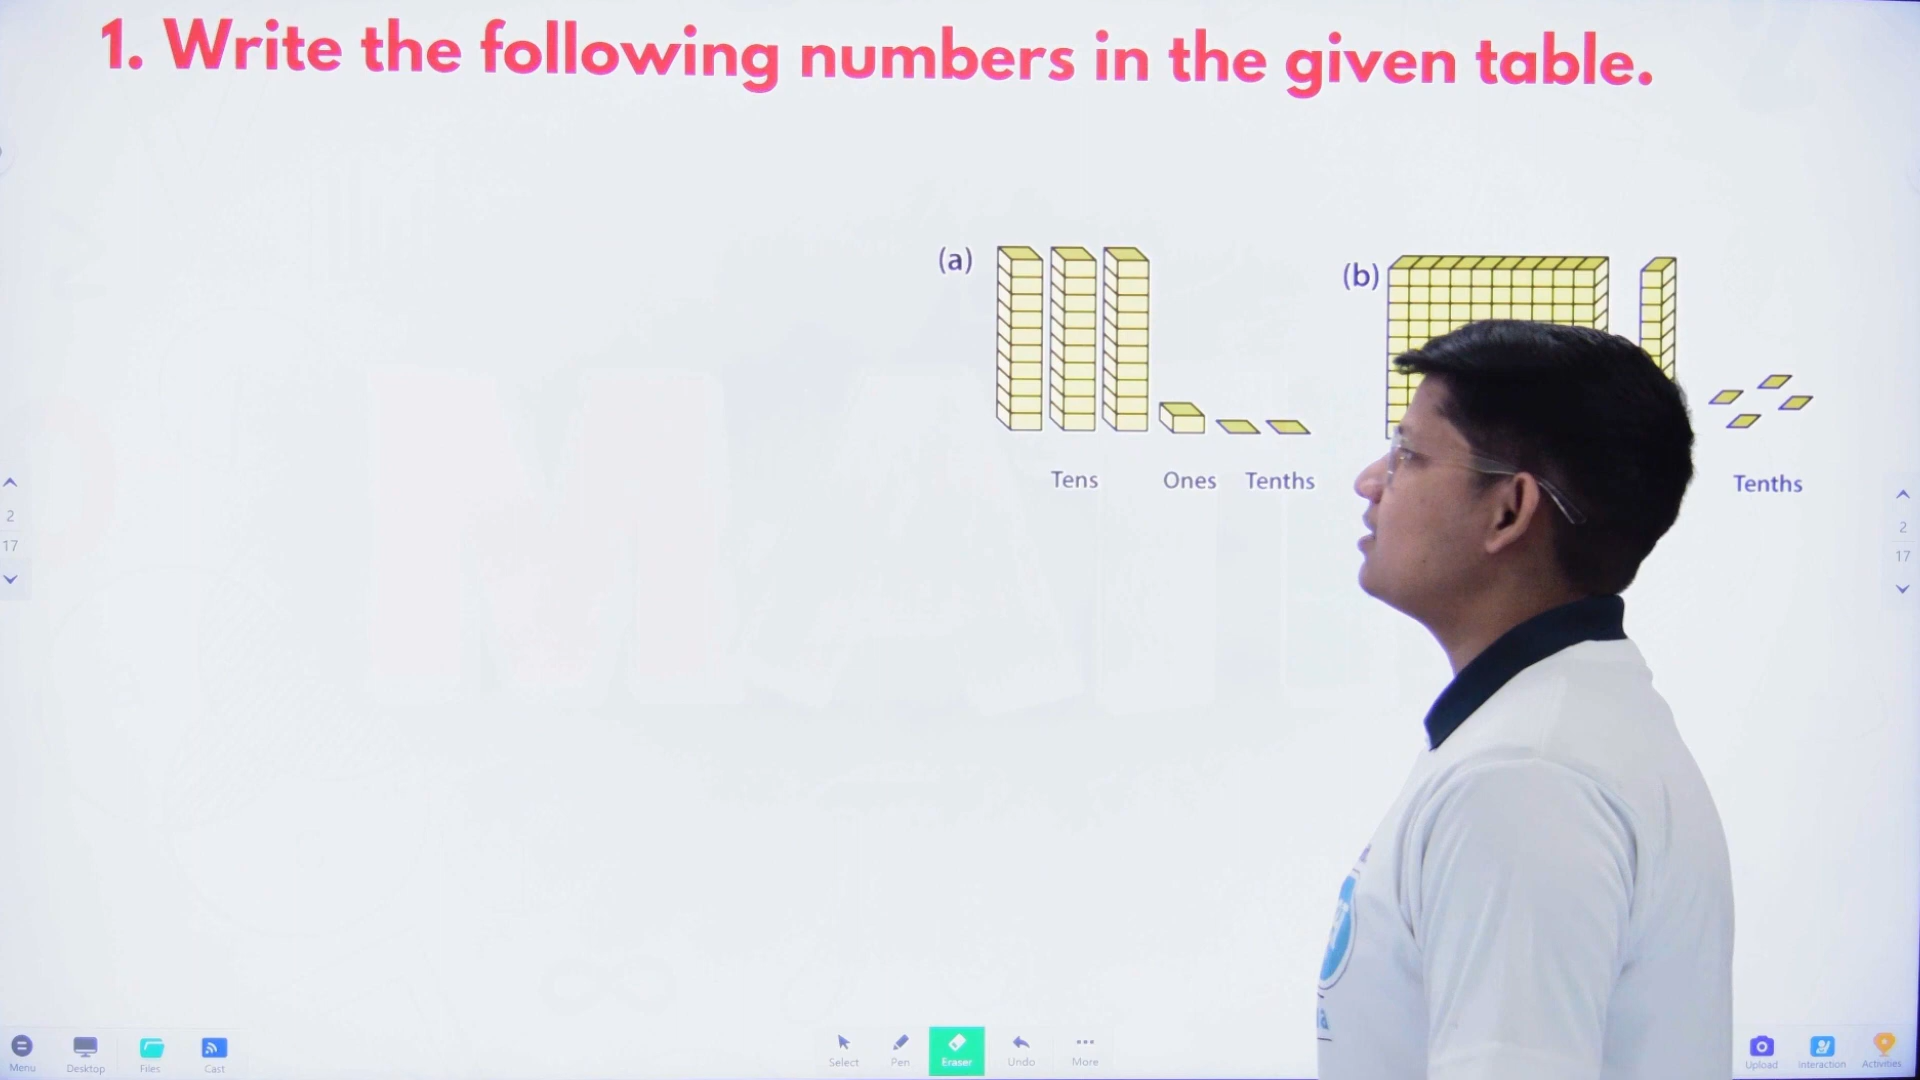 1. Write the following numbers in the given table.
(a)
(b)
Tens Ones Tenths
Tenths
2
17
2
17
Menu Desktop Files Cast
Select Pen Eraser Undo More
Upload Interaction Activities